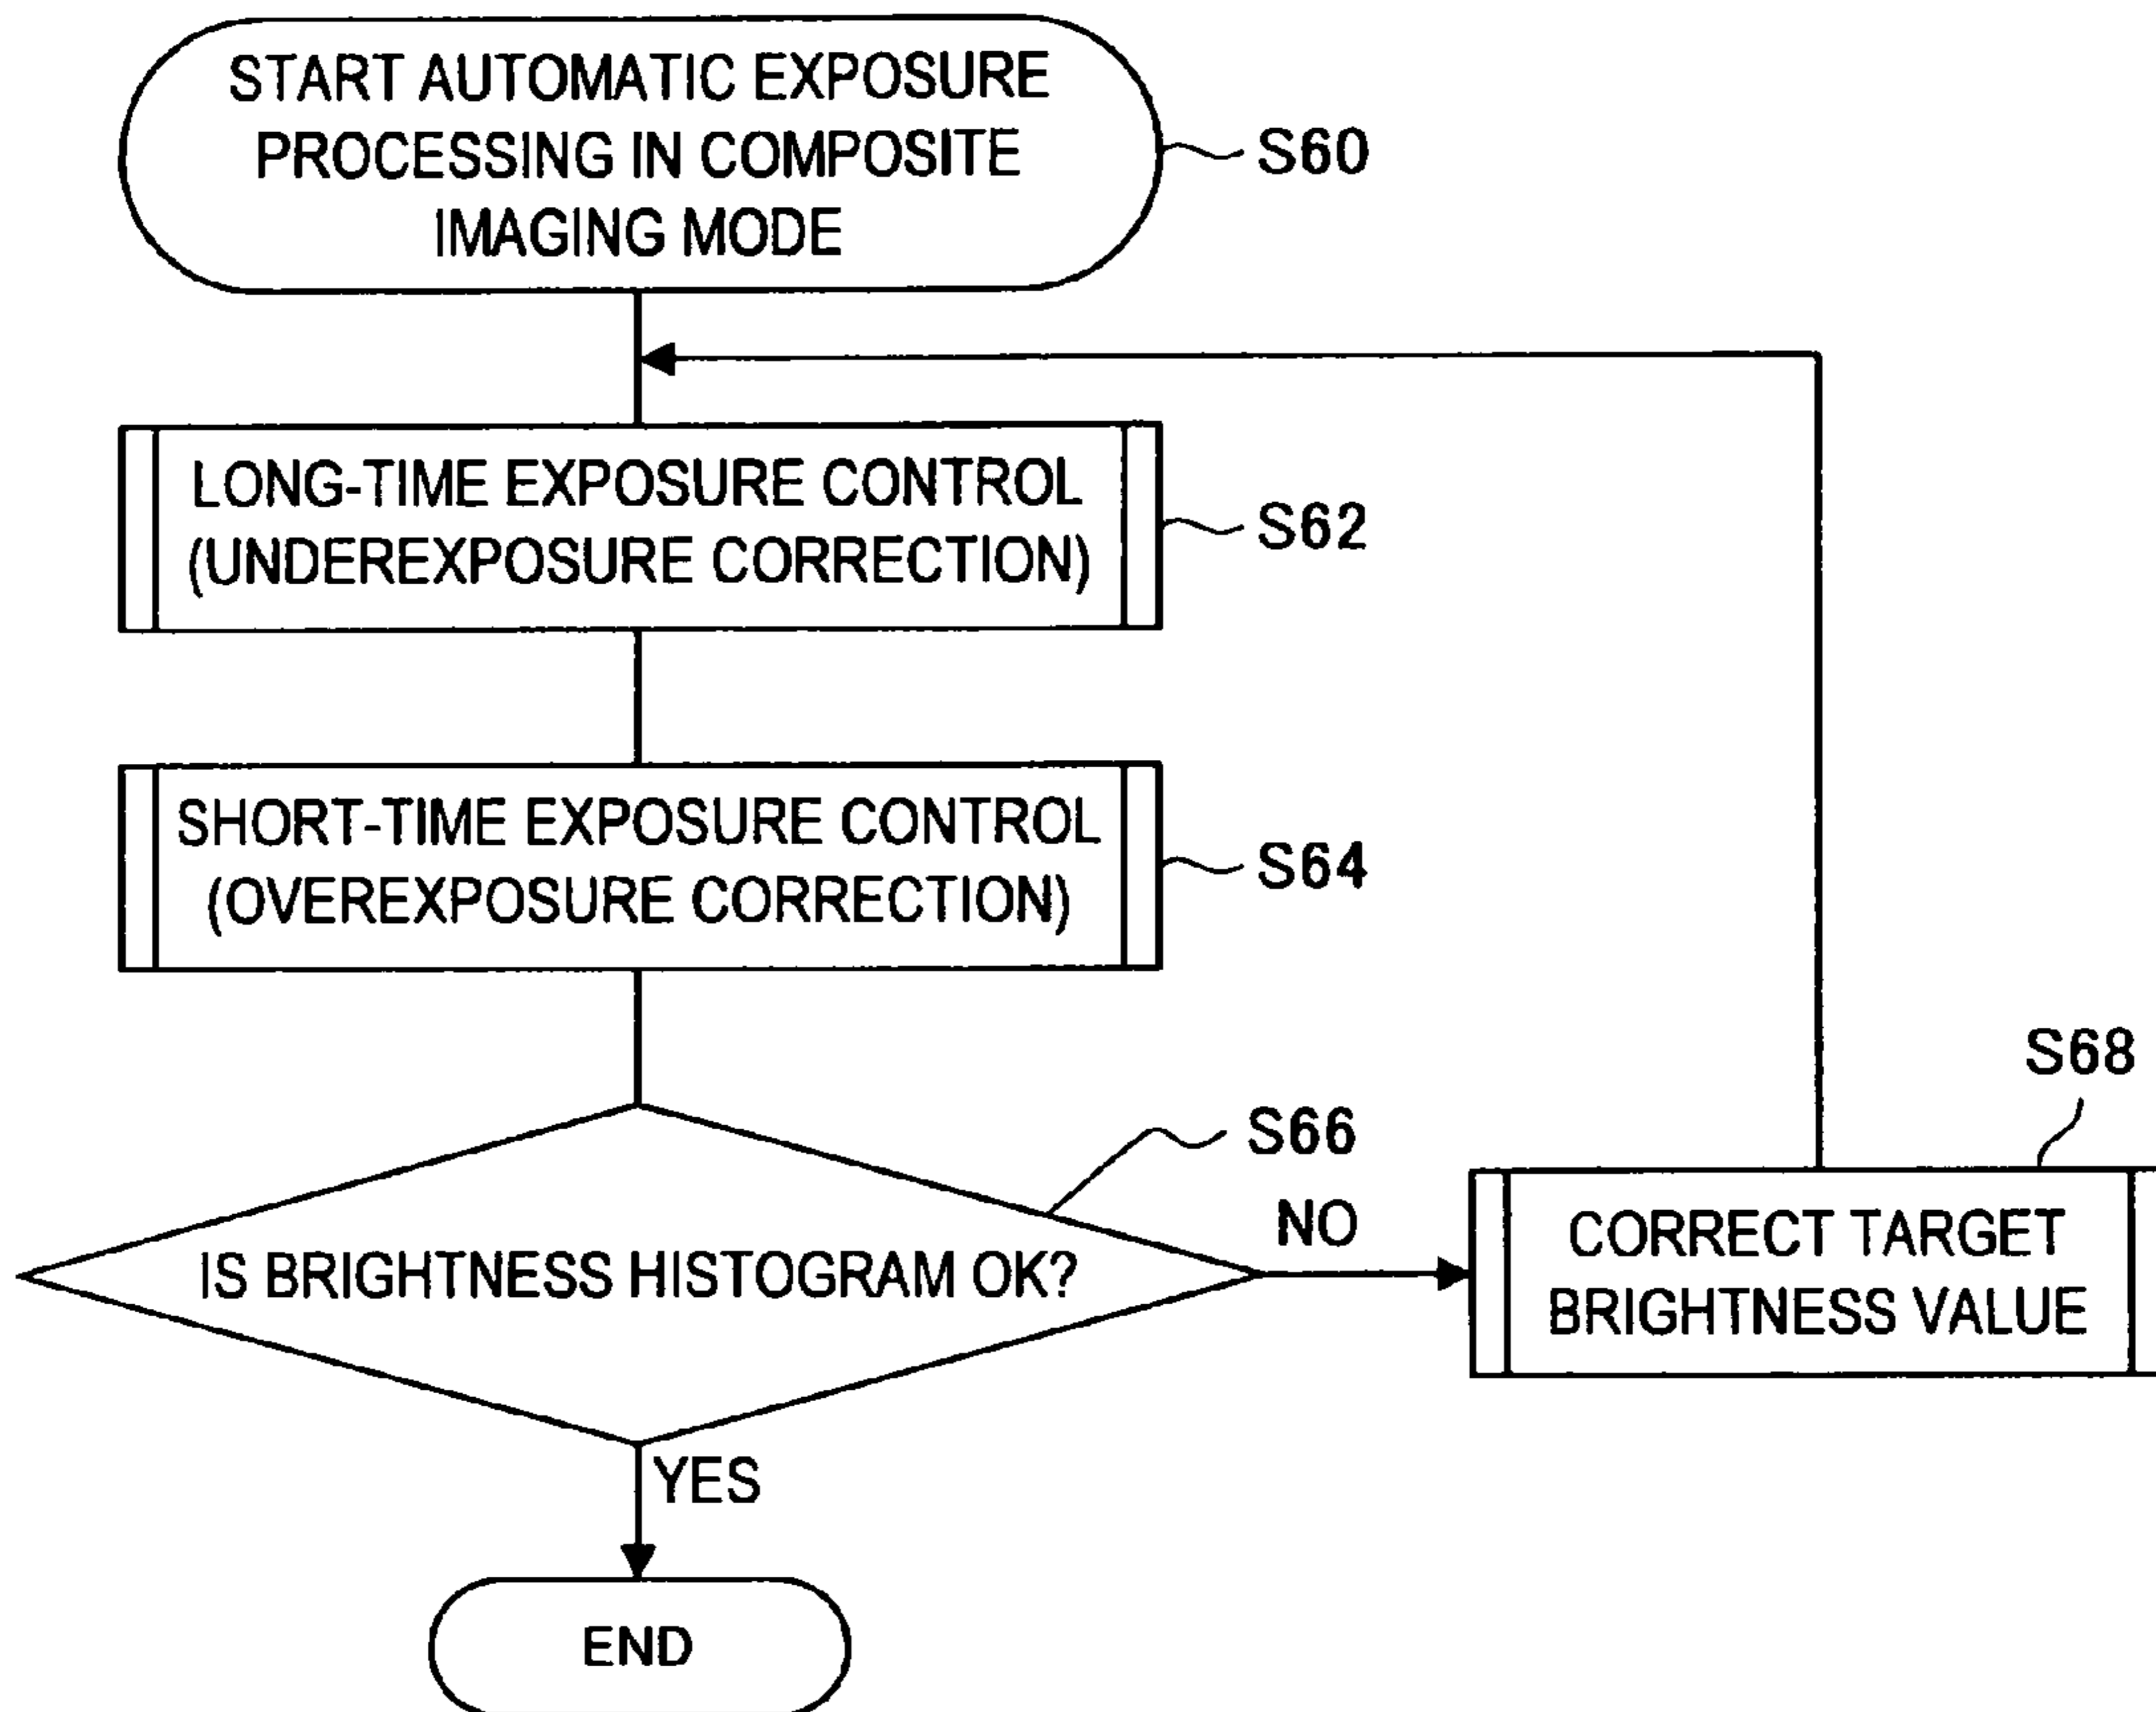 START AUTOMATIC EXPOSURE
PROCESSING IN COMPOSITE
IMAGING MODE
S60
LONG-TIME EXPOSURE CONTROL
(UNDEREXPOSURE CORRECTION)
S62
SHORT-TIME EXPOSURE CONTROL
(OVEREXPOSURE CORRECTION)
S64
IS BRIGHTNESS HISTOGRAM OK?
S66
NO
S68
CORRECT TARGET
BRIGHTNESS VALUE
YES
END